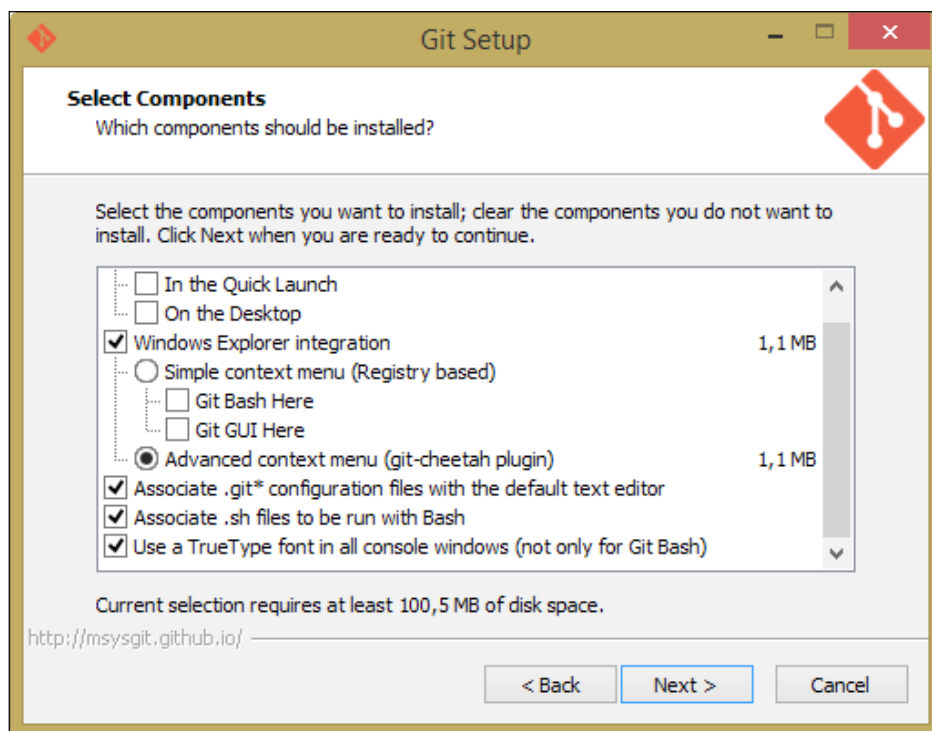 Git Setup
Select Components
Which components should be installed?
Select the components you want to install; clear the components you do not want to
install. Click Next when you are ready to continue.
In the Quick Launch
On the Desktop
Windows Explorer integration 1,1 MB
Simple context menu (Registry based)
Git Bash Here
Git GUI Here
Advanced context menu (git-cheetah plugin) 1,1 MB
Associate .git* configuration files with the default text editor
Associate .sh files to be run with Bash
Use a TrueType font in all console windows (not only for Git Bash)
Current selection requires at least 100,5 MB of disk space.
http://msysgit.github.io/
< Back Next > Cancel